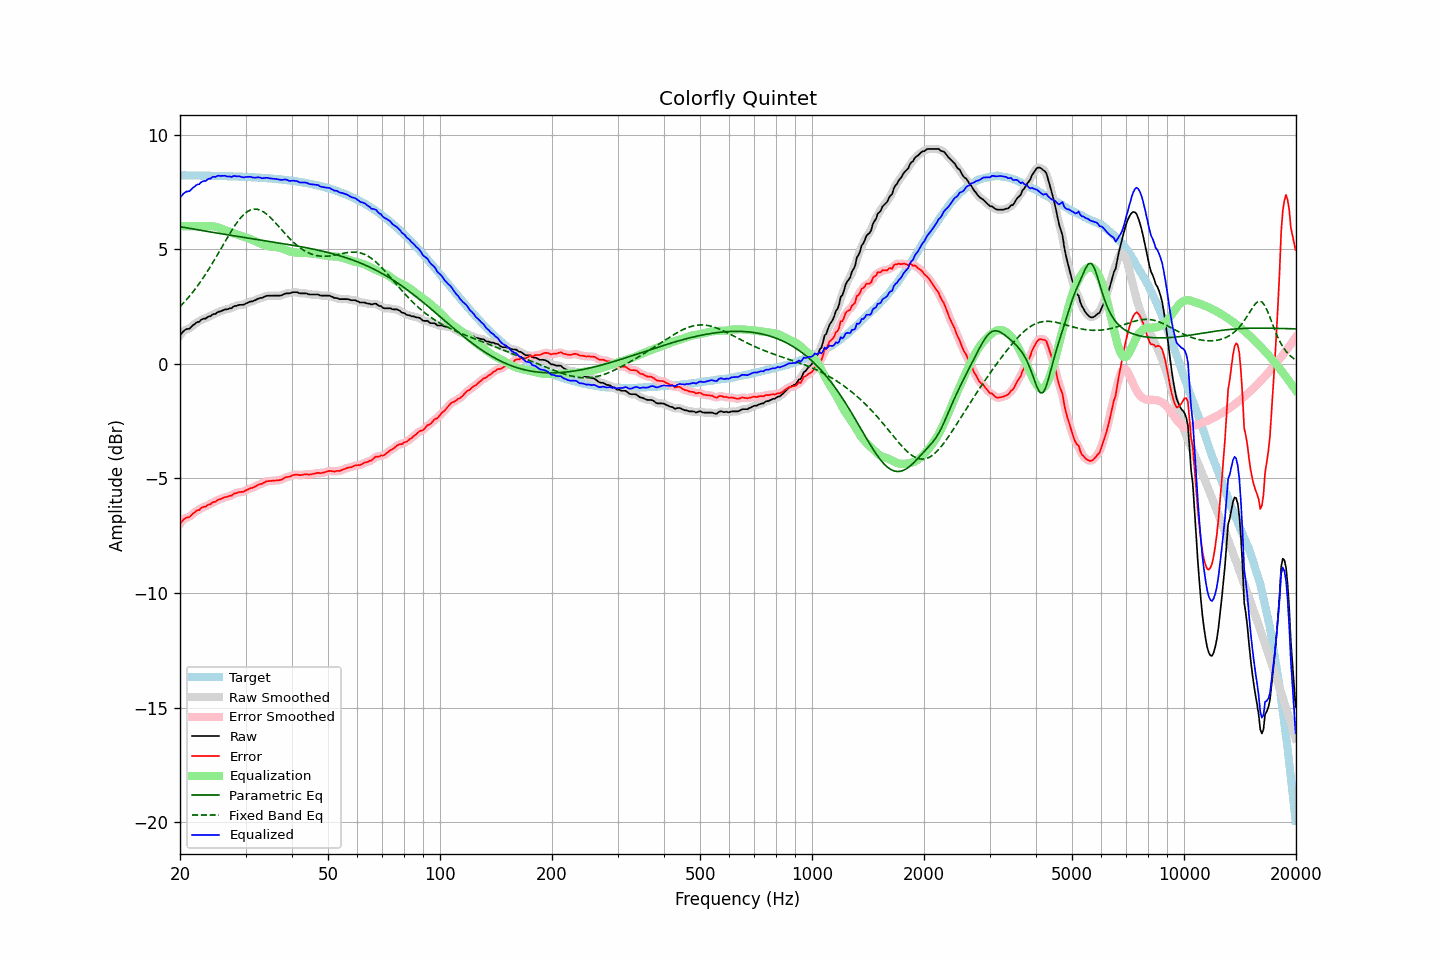 Colorfly Quintet
10
5
0
−5
−10
−15
−20
Amplitude (dBr)
Target
Raw Smoothed
Error Smoothed
Raw
Error
Equalization
Parametric Eq
Fixed Band Eq
Equalized
20 50 100 200 500 1000 2000 5000 10000 20000
Frequency (Hz)